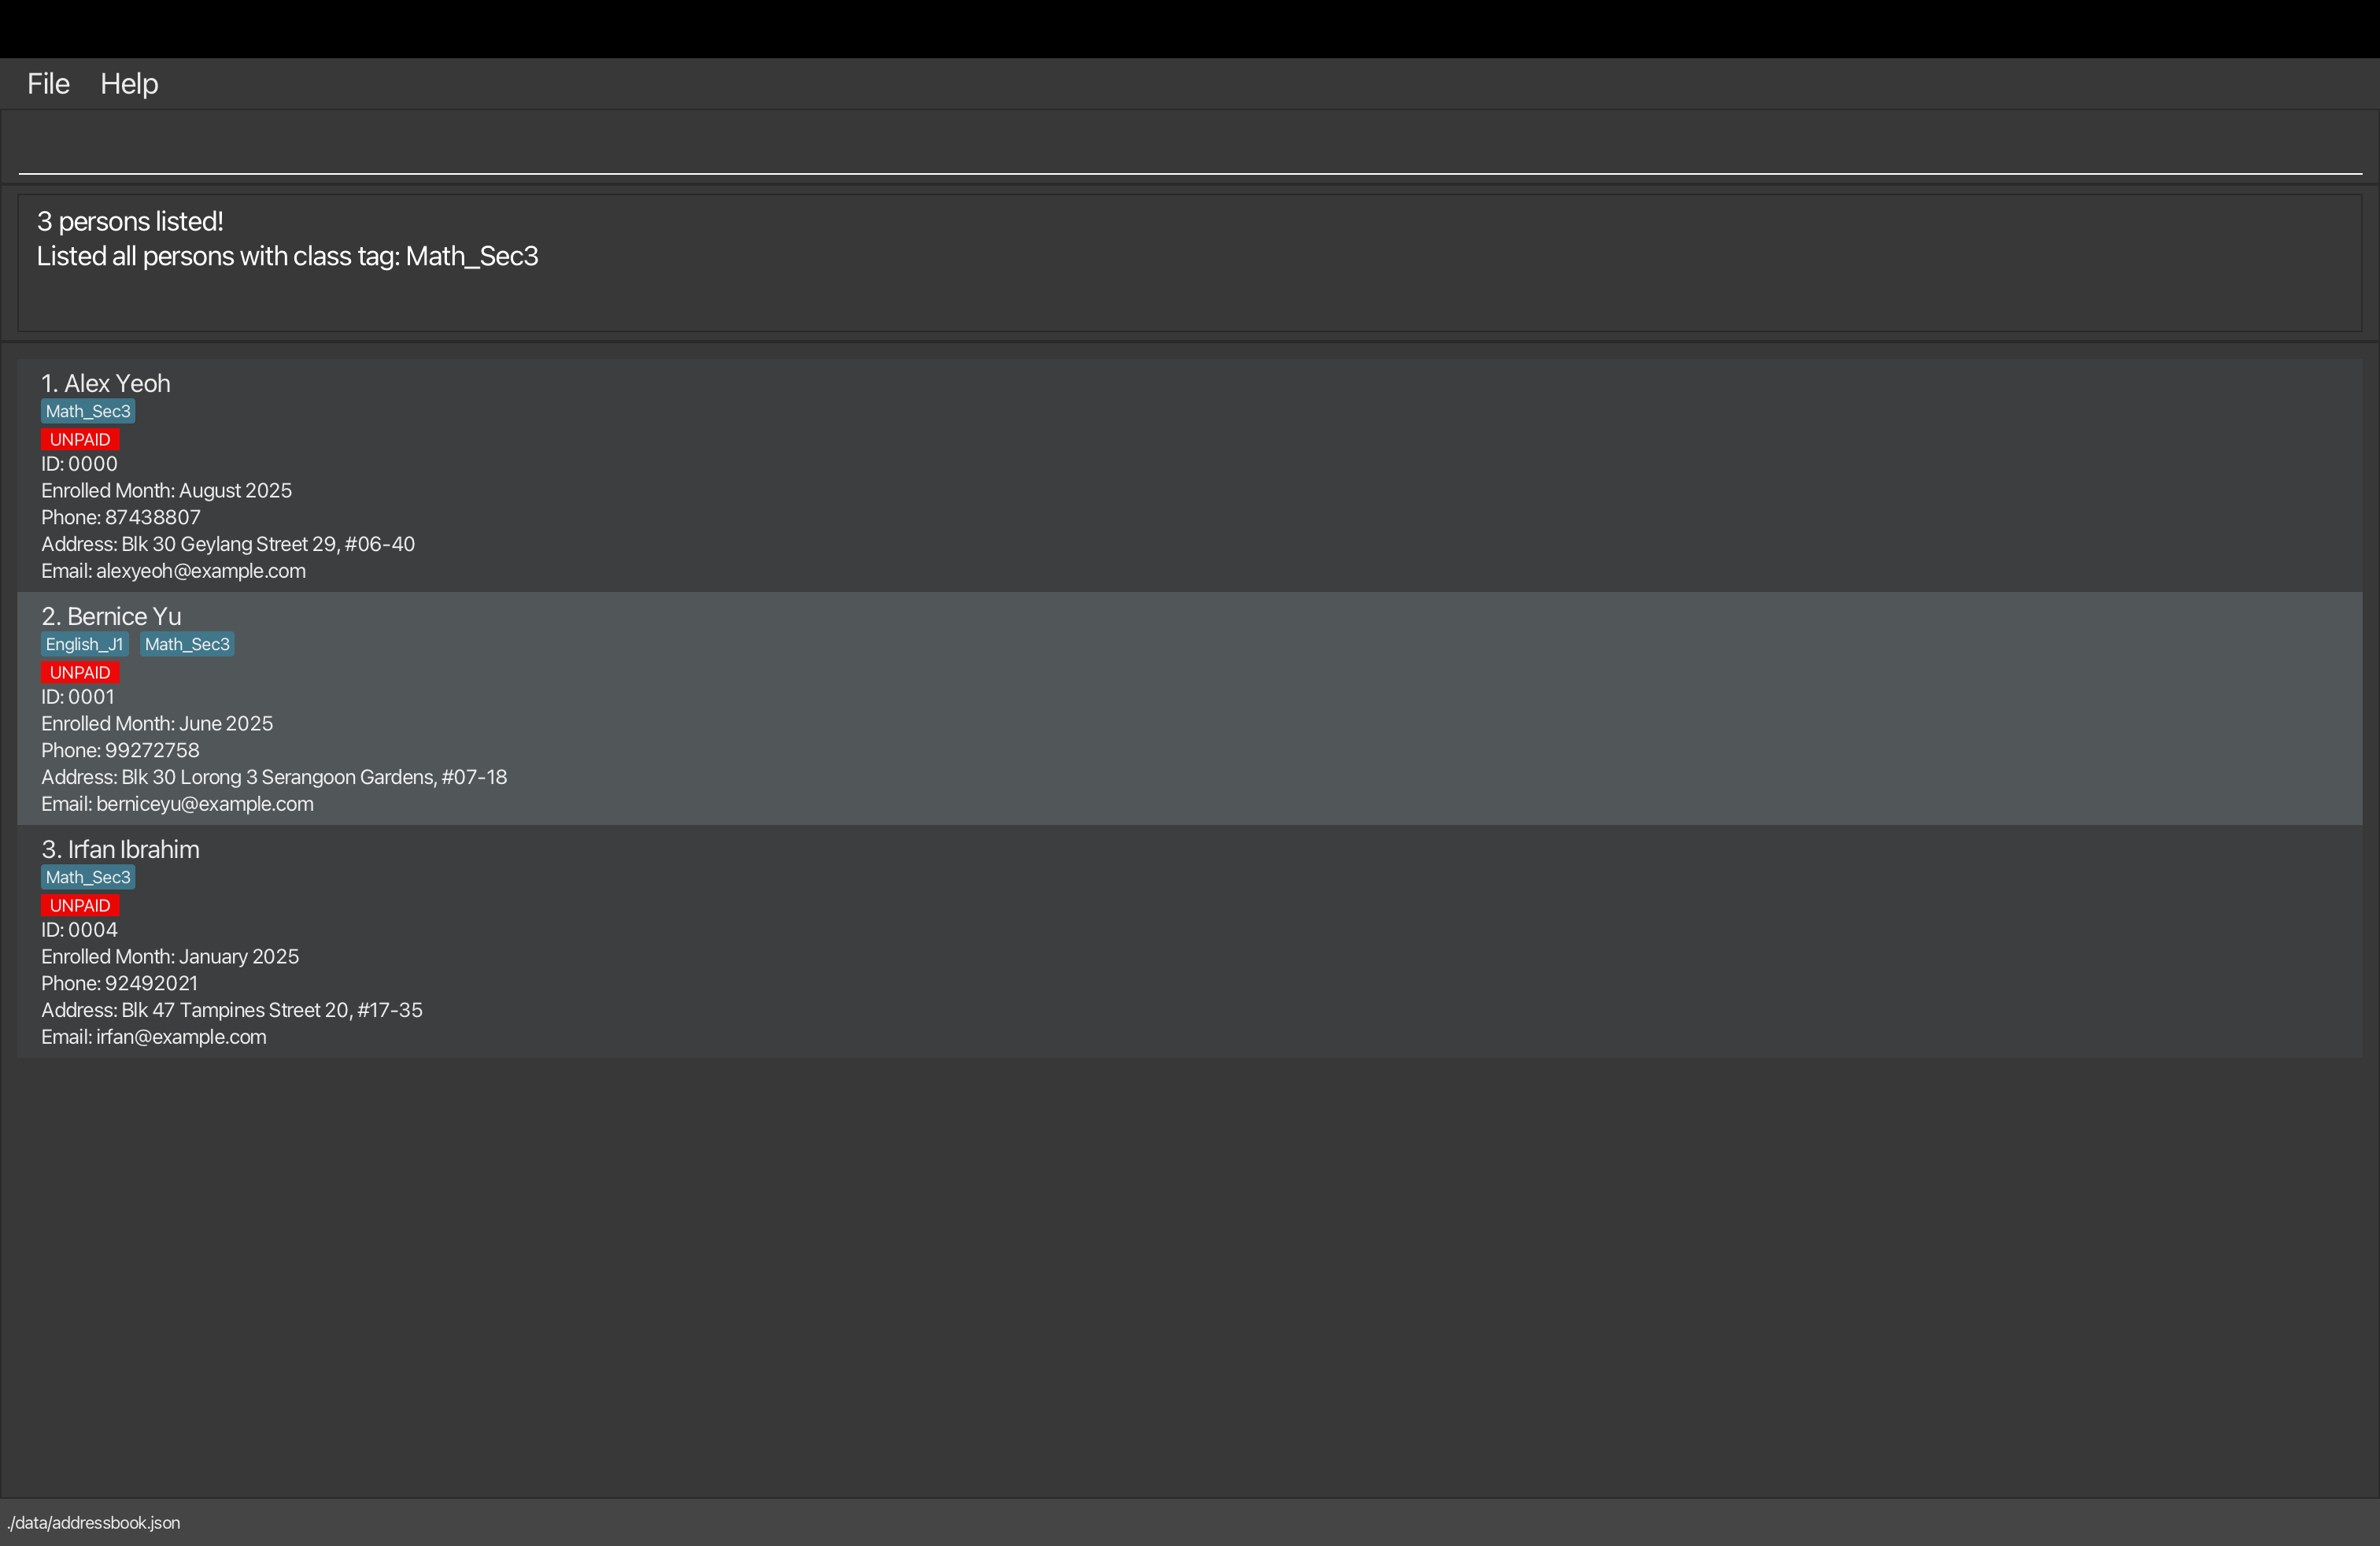 File Help
3 persons listed!
Listed all persons with class tag: Math_Sec3
1. Alex Yeoh
Math_Sec3
UNPAID
ID: 0000
Enrolled Month: August 2025
Phone: 87438807
Address: Blk 30 Geylang Street 29, #06-40
Email: alexyeoh@example.com
2. Bernice Yu
English_J1 Math_Sec3
UNPAID
ID: 0001
Enrolled Month: June 2025
Phone: 99272758
Address: Blk 30 Lorong 3 Serangoon Gardens, #07-18
Email: berniceyu@example.com
3. Irfan Ibrahim
Math_Sec3
UNPAID
ID: 0004
Enrolled Month: January 2025
Phone: 92492021
Address: Blk 47 Tampines Street 20, #17-35
Email: irfan@example.com
./data/addressbook.json